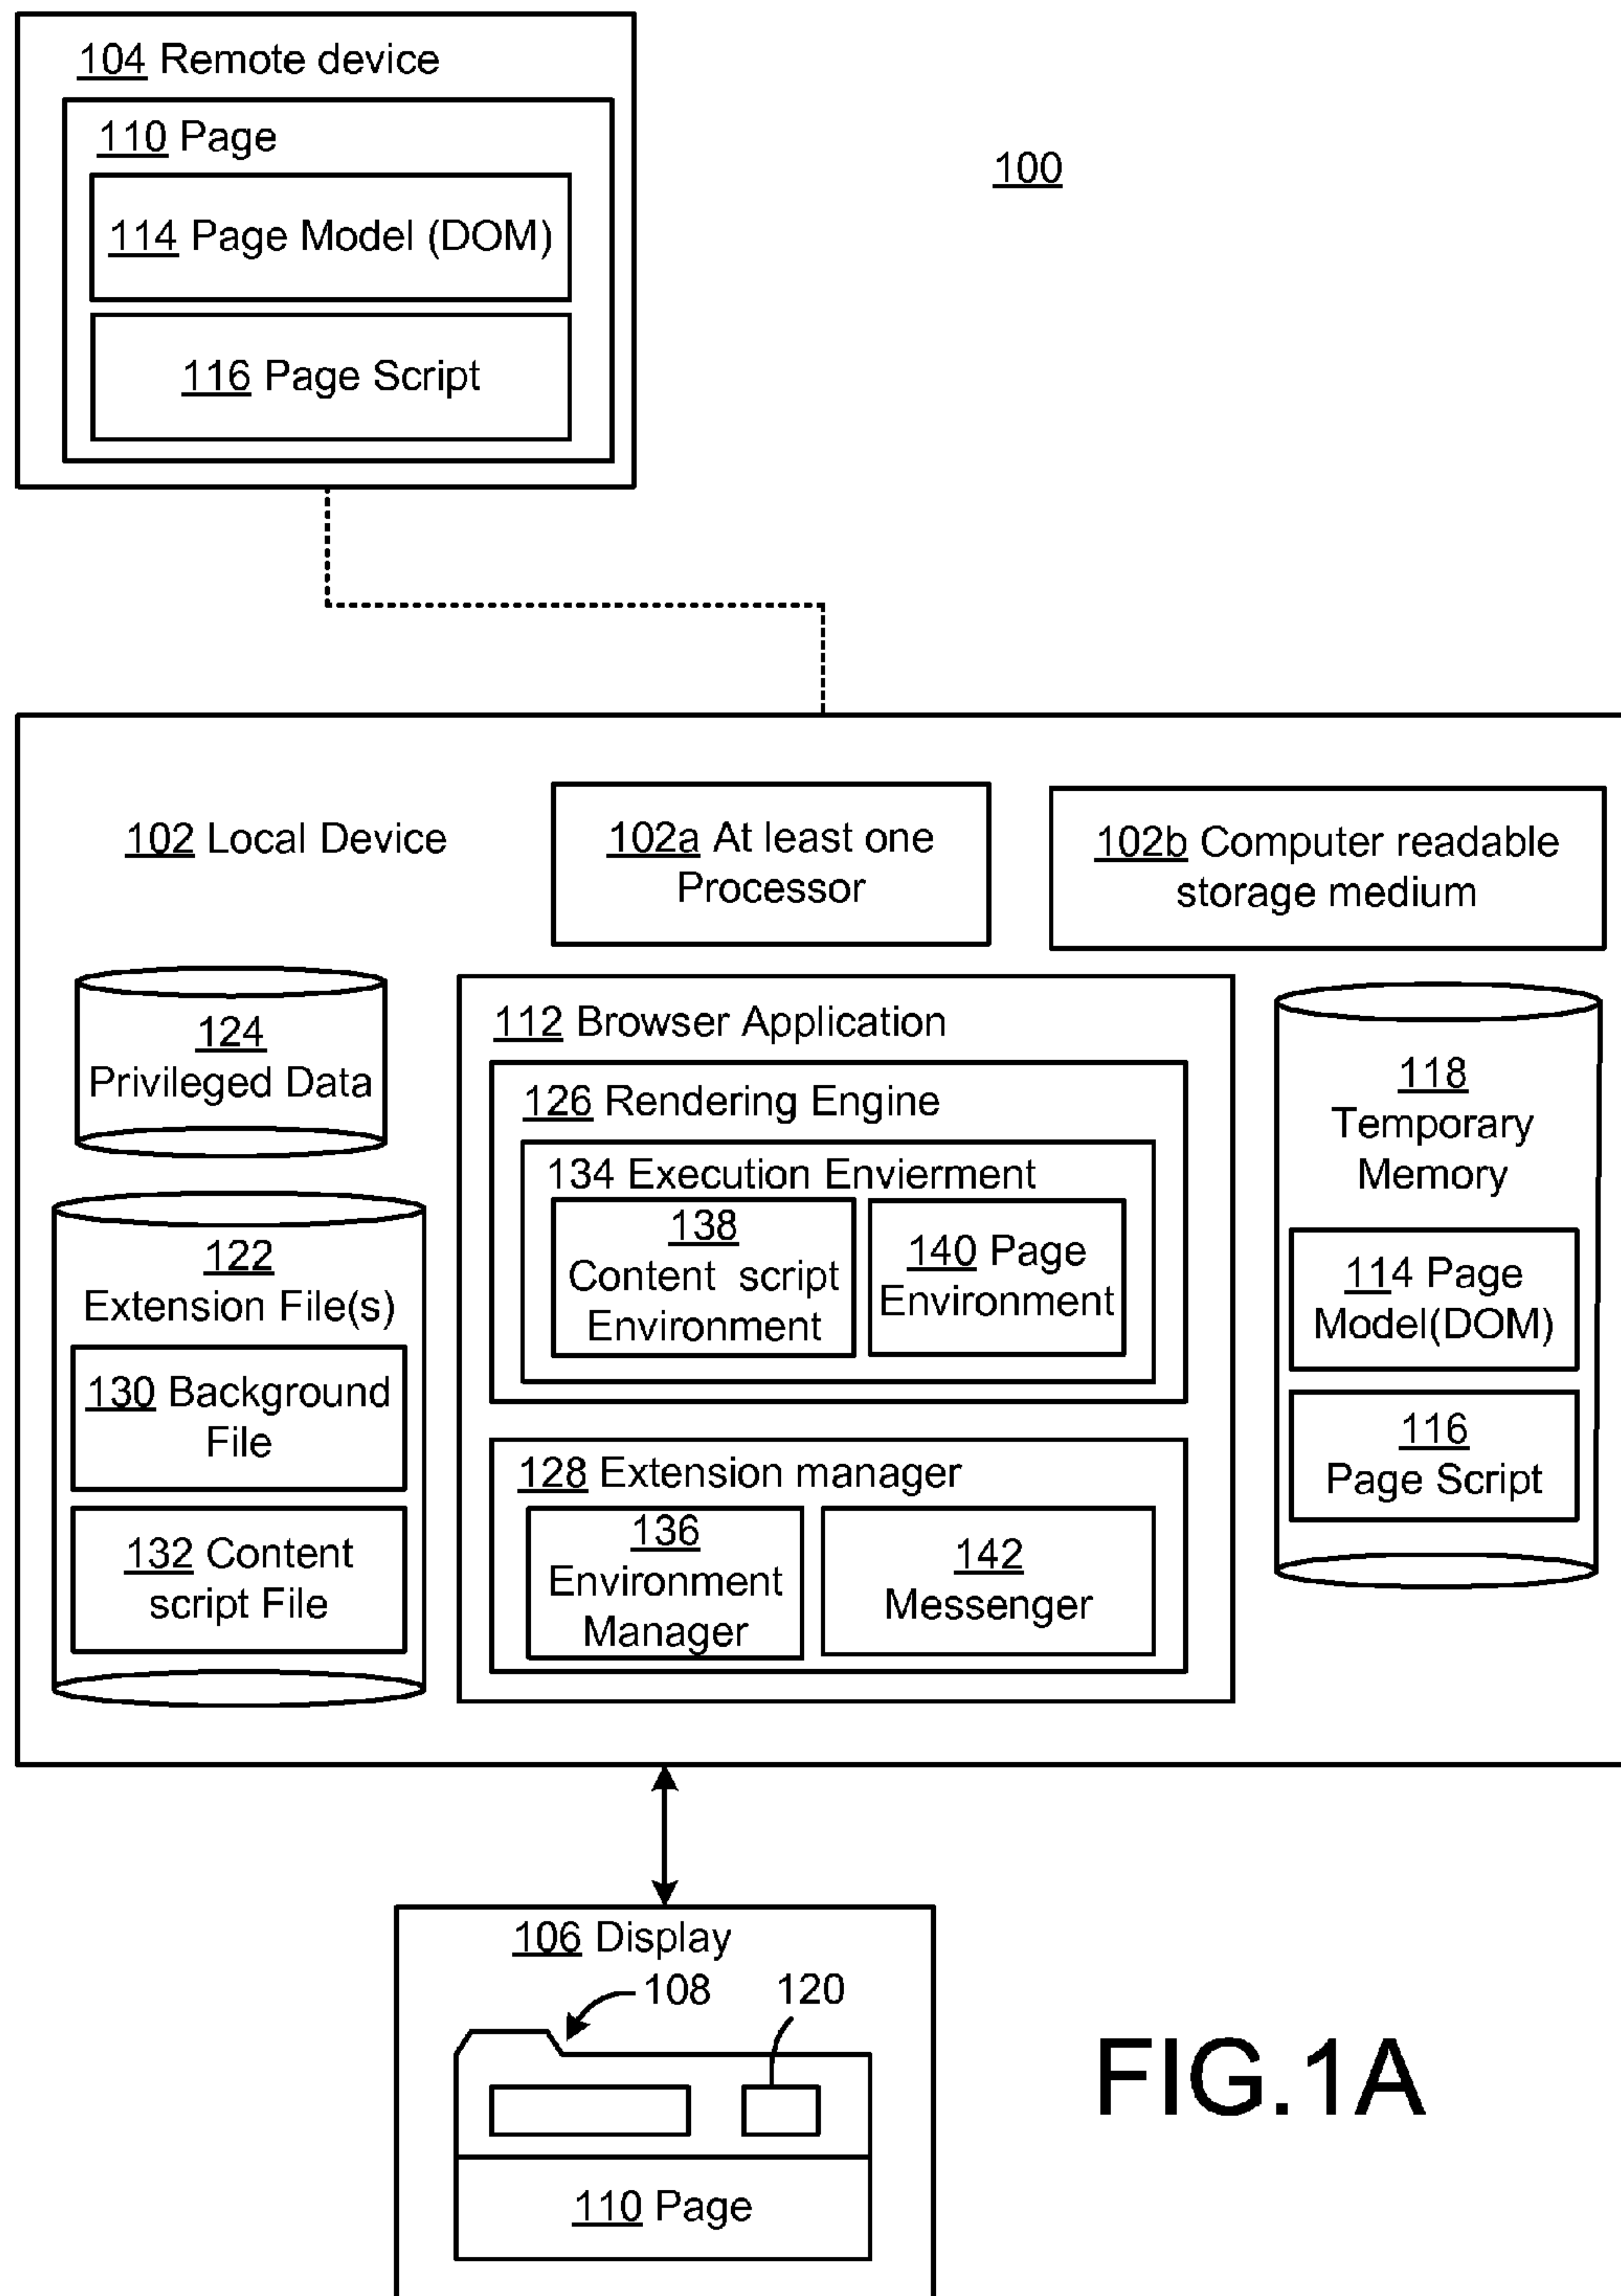 104 Remote device
110 Page
100
114 Page Model (DOM)
116 Page Script
102 Local Device
102a At least one
Processor
102b Computer readable
storage medium
124
Privileged Data
122
Extension File(s)
130 Background
File
132 Content
script File
112 Browser Application
126 Rendering Engine
134 Execution Envierment
138
Content script
Environment
140 Page
Environment
128 Extension manager
136
Environment
Manager
142
Messenger
118
Temporary
Memory
114 Page
Model(DOM)
116
Page Script
106 Display
108
120
110 Page
FIG.1A